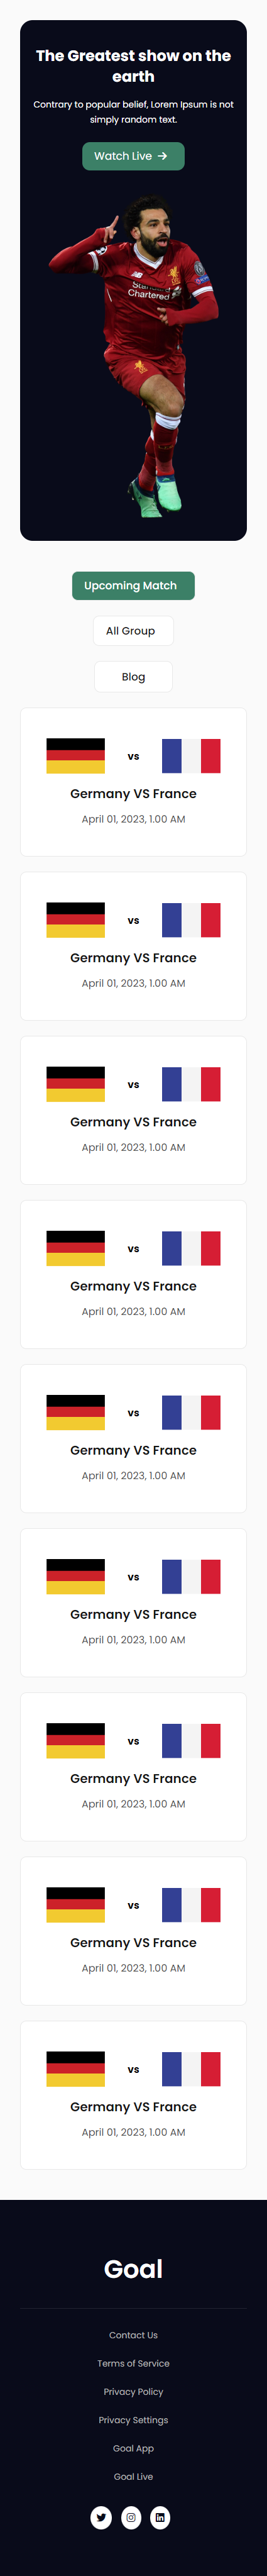 The Greatest show on the
earth
Contrary to popular belief, Lorem Ipsum is not
simply random text.
Watch Live
Standard
Chartered
Upcoming Match
All Group
Blog
vs
Germany VS France
April 01, 2023, 1.00 AM
vs
Germany VS France
April 01, 2023, 1.00 AM
vs
Germany VS France
April 01, 2023, 1.00 AM
vs
Germany VS France
April 01, 2023, 1.00 AM
vs
Germany VS France
April 01, 2023, 1.00 AM
vs
Germany VS France
April 01, 2023, 1.00 AM
vs
Germany VS France
April 01, 2023, 1.00 AM
vs
Germany VS France
April 01, 2023, 1.00 AM
vs
Germany VS France
April 01, 2023, 1.00 AM
Goal
Contact Us
Terms of Service
Privacy Policy
Privacy Settings
Goal App
Goal Live